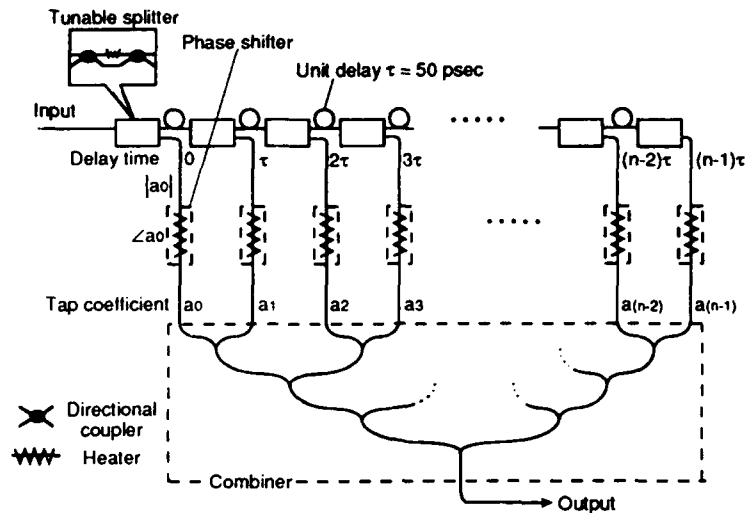 Tunable splitter
Phase shifter
Unit delay τ = 50 psec
Input
Delay time 0 τ 2τ 3τ (n-2)τ (n-1)τ
|a0|
∠a0
Tap coefficient a0 a1 a2 a3 a(n-2) a(n-1)
Directional coupler
Heater
Combiner
Output